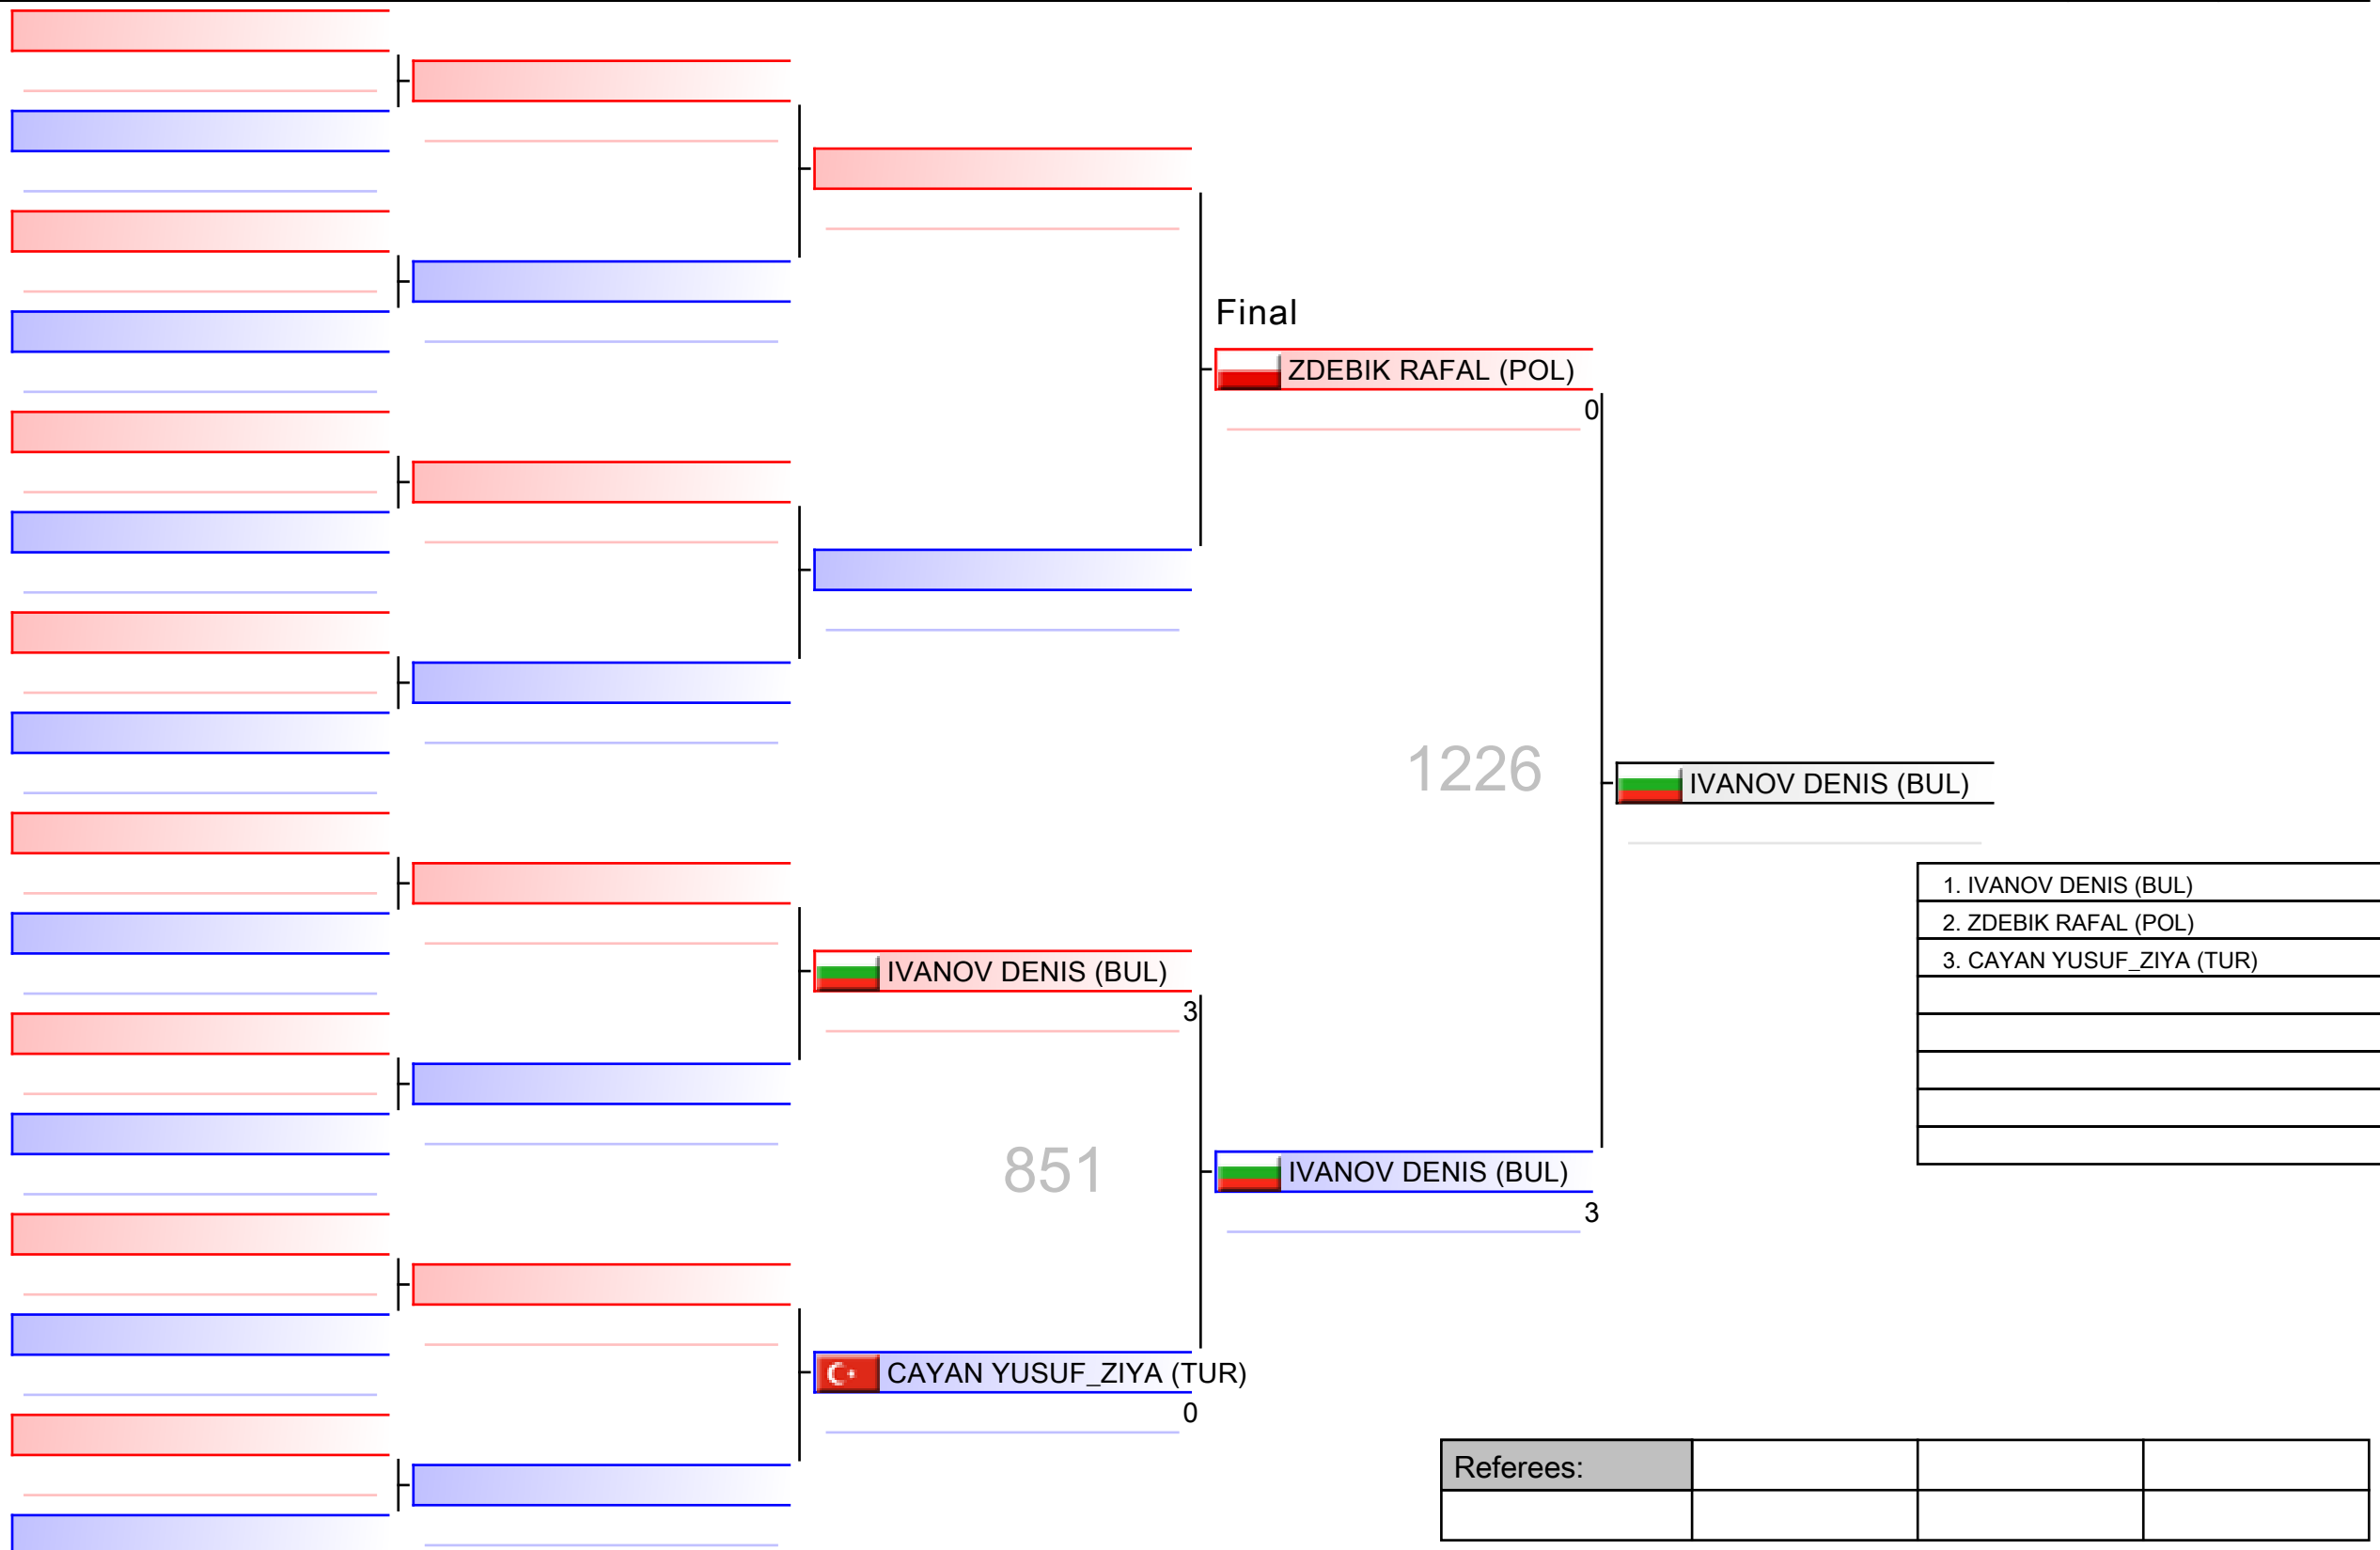 Final
ZDEBIK RAFAL (POL)
0
1226
IVANOV DENIS (BUL)
1. IVANOV DENIS (BUL)
2. ZDEBIK RAFAL (POL)
3. CAYAN YUSUF_ZIYA (TUR)
IVANOV DENIS (BUL)
3
851
IVANOV DENIS (BUL)
3
CAYAN YUSUF_ZIYA (TUR)
0
Referees: